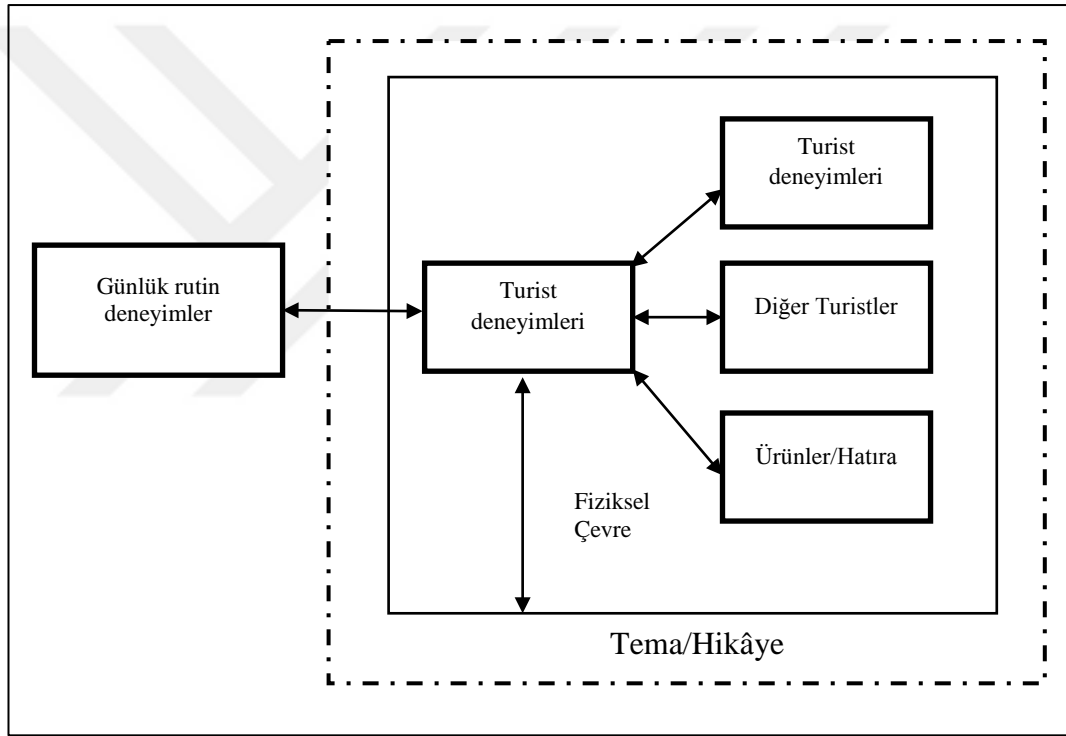 Turist
deneyimleri
Günlük rutin
deneyimler
Turist
deneyimleri
Diğer Turistler
Ürünler/Hatıra
Fiziksel
Çevre
Tema/Hikâye